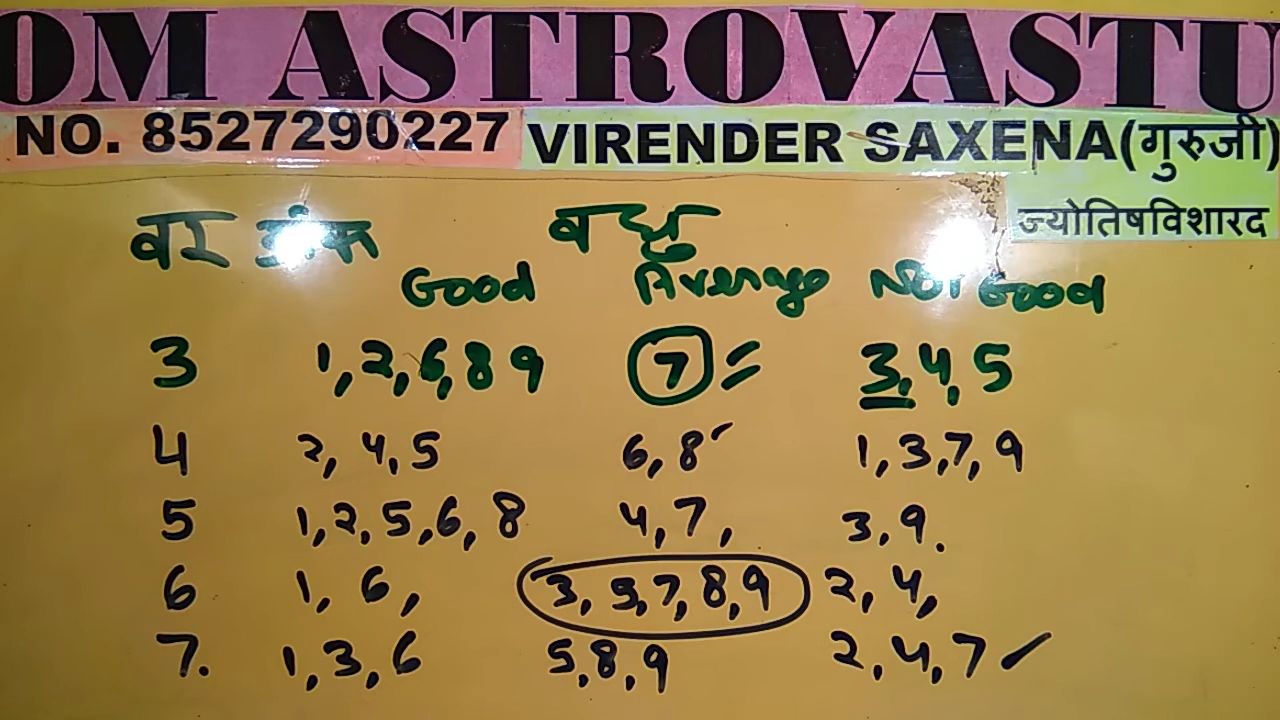 OM ASTROVASTU
NO. 8527290227 VIRENDER SAXENA(गुरुजी)
ज्योतिषविशारद
वर अंक वधु
Good Average Not Good
3 1,2,6,8 9 7 = 3,4,5
4 2,4,5 6,8 1,3,7,9
5 1,2,5,6,8 4,7, 3,9.
6 1,6, 3,5,7,8,9 2,4,
7. 1,3,6 5,8,9 2,4,7 ✓